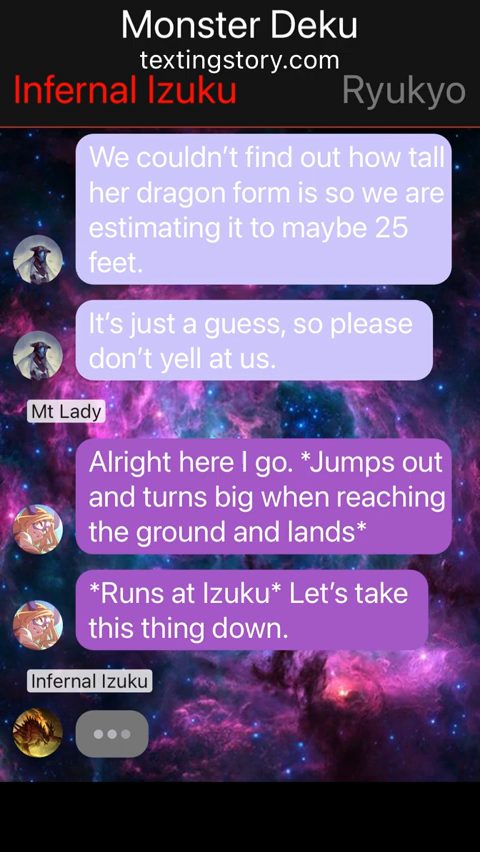 Monster Deku
textingstory.com
Infernal Izuku
Ryukyo
We couldn’t find out how tall
her dragon form is so we are
estimating it to maybe 25
feet.
It’s just a guess, so please
don’t yell at us.
Mt Lady
Alright here I go. *Jumps out
and turns big when reaching
the ground and lands*
*Runs at Izuku* Let’s take
this thing down.
Infernal Izuku